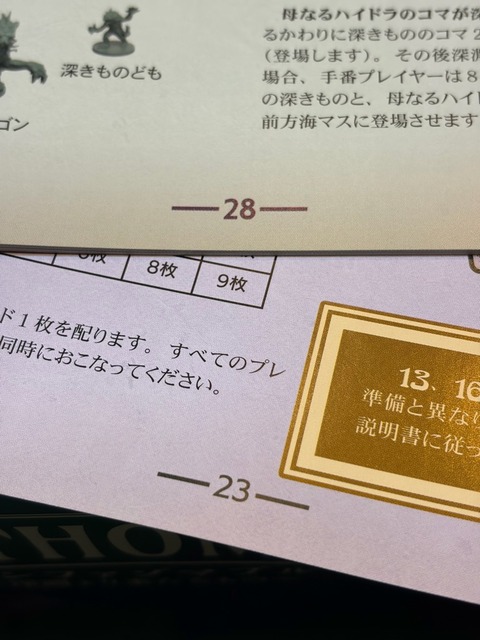 深きものども
ゴン
母なるハイドラのコマが深
るかわりに深きもののコマ2
(登場します)。その後深
場合、手番プレイヤーは8
の深きものと、母なるハイ
前方海マスに登場させます
28
8枚
9枚
ド1枚を配ります。すべてのプレ
同時におこなってください。
13、16
準備と異な
説明書に従っ
23
THO